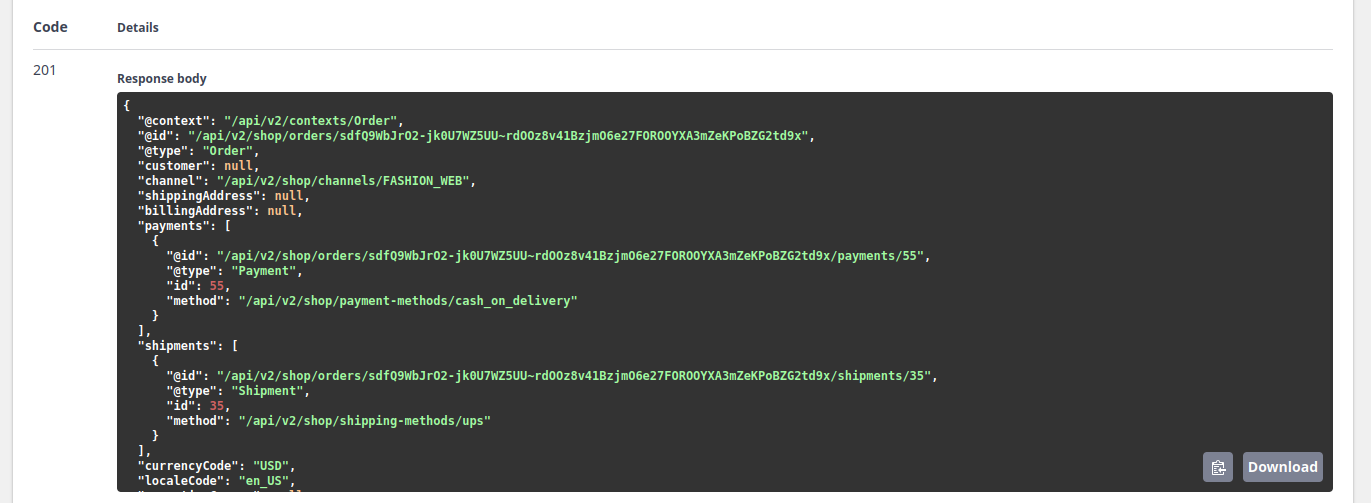 Code Details
201
Response body
{
"@context": "/api/v2/contexts/Order",
"@id": "/api/v2/shop/orders/sdfQ9WbJrO2-jk0U7WZ5UU~rdOOz8v41BzjmO6e27FOROOYXA3mZeKPoBZG2td9x",
"@type": "Order",
"customer": null,
"channel": "/api/v2/shop/channels/FASHION_WEB",
"shippingAddress": null,
"billingAddress": null,
"payments": [
{
"@id": "/api/v2/shop/orders/sdfQ9WbJrO2-jk0U7WZ5UU~rdOOz8v41BzjmO6e27FOROOYXA3mZeKPoBZG2td9x/payments/55",
"@type": "Payment",
"id": 55,
"method": "/api/v2/shop/payment-methods/cash_on_delivery"
}
],
"shipments": [
{
"@id": "/api/v2/shop/orders/sdfQ9WbJrO2-jk0U7WZ5UU~rdOOz8v41BzjmO6e27FOROOYXA3mZeKPoBZG2td9x/shipments/35",
"@type": "Shipment",
"id": 35,
"method": "/api/v2/shop/shipping-methods/ups"
}
],
"currencyCode": "USD",
"localeCode": "en_US",
Download